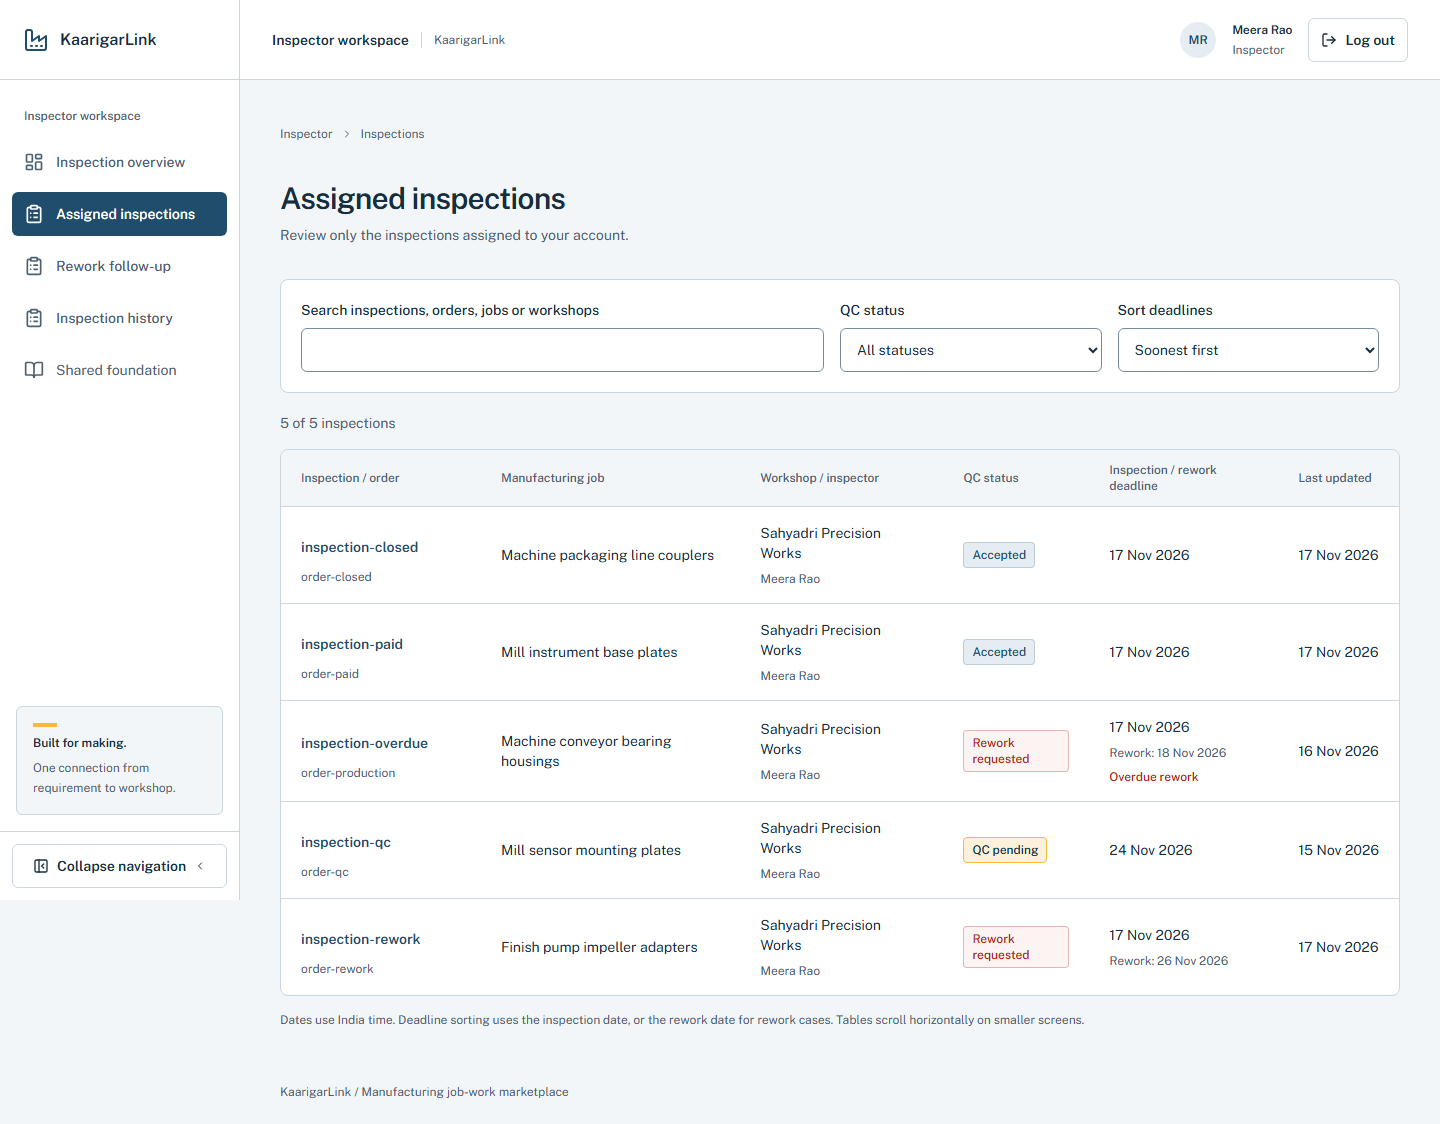 KaarigarLink
Inspector workspace
KaarigarLink
MR
Meera Rao
Inspector
Log out
Inspector workspace
Inspection overview
Assigned inspections
Rework follow-up
Inspection history
Shared foundation
Built for making.
One connection from
requirement to workshop.
Collapse navigation
Inspector
Inspections
Assigned inspections
Review only the inspections assigned to your account.
Search inspections, orders, jobs or workshops
QC status
All statuses
Sort deadlines
Soonest first
5 of 5 inspections
Inspection / order
Manufacturing job
Workshop / inspector
QC status
Inspection / rework
deadline
Last updated
inspection-closed
order-closed
Machine packaging line couplers
Sahyadri Precision
Works
Meera Rao
Accepted
17 Nov 2026
17 Nov 2026
inspection-paid
order-paid
Mill instrument base plates
Sahyadri Precision
Works
Meera Rao
Accepted
17 Nov 2026
17 Nov 2026
inspection-overdue
order-production
Machine conveyor bearing
housings
Sahyadri Precision
Works
Meera Rao
Rework
requested
17 Nov 2026
Rework: 18 Nov 2026
Overdue rework
16 Nov 2026
inspection-qc
order-qc
Mill sensor mounting plates
Sahyadri Precision
Works
Meera Rao
QC pending
24 Nov 2026
15 Nov 2026
inspection-rework
order-rework
Finish pump impeller adapters
Sahyadri Precision
Works
Meera Rao
Rework
requested
17 Nov 2026
Rework: 26 Nov 2026
17 Nov 2026
Dates use India time. Deadline sorting uses the inspection date, or the rework date for rework cases. Tables scroll horizontally on smaller screens.
KaarigarLink / Manufacturing job-work marketplace